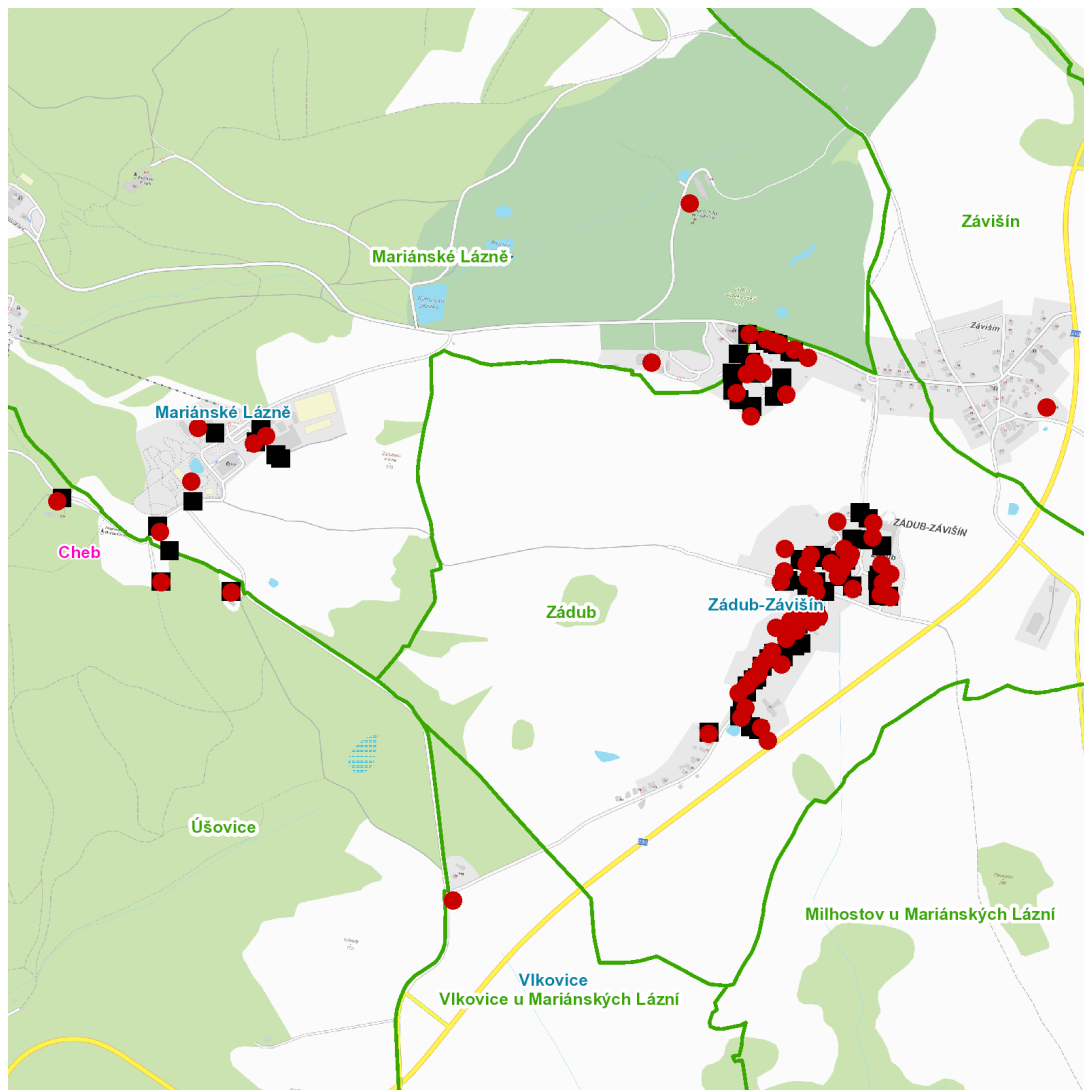 Závišín
Mariánské Lázně
Závišín
Mariánské Lázně
ZÁDUB-ZÁVIŠÍN
Cheb
Zádub-Závišín
Zádub
Úšovice
Milhostov u Mariánských Lázní
Vlkovice
Vlkovice u Mariánských Lázní